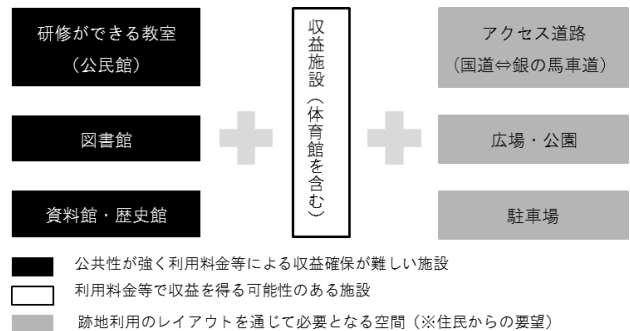 研修ができる教室
（公民館）
図書館
資料館・歴史館
収益施設（体育館を含む）
アクセス道路
（国道⇔銀の馬車道）
広場・公園
駐車場
公共性が強く利用料金等による収益確保が難しい施設
利用料金等で収益を得る可能性のある施設
跡地利用のレイアウトを通じて必要となる空間（※住民からの要望）